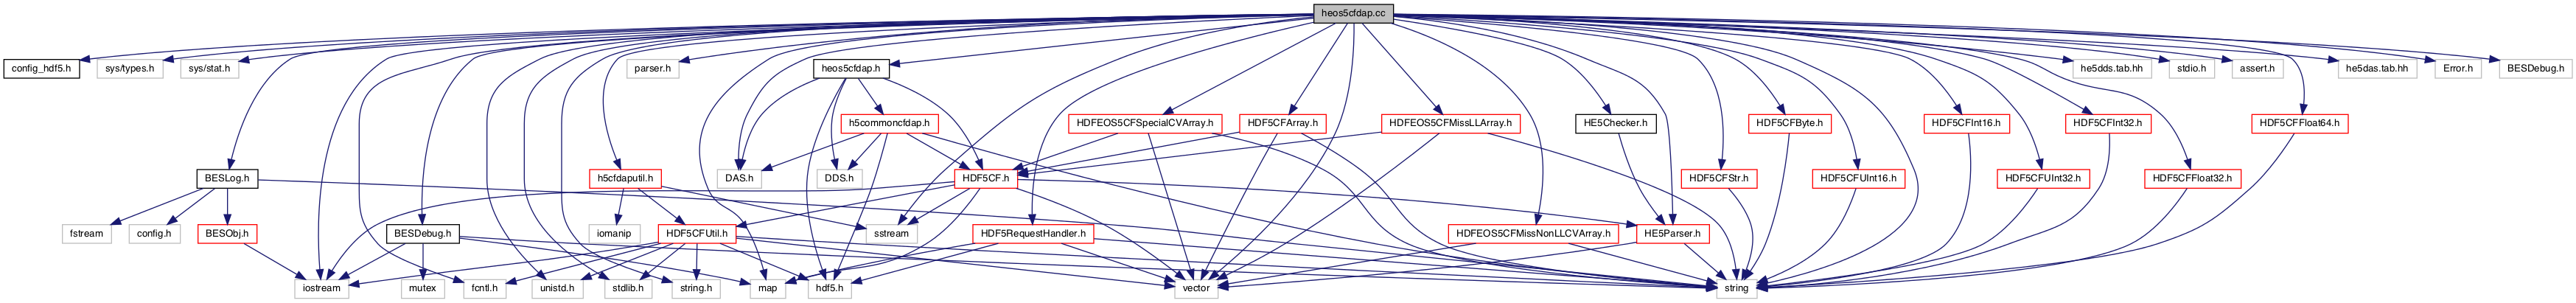 heos5cfdap.cc
config_hdf5.h
sys/types.h
sys/stat.h
parser.h
heos5cfdap.h
he5dds.tab.hh
stdio.h
assert.h
he5das.tab.hh
Error.h
BESDebug.h
h5commoncfdap.h
HDFEOS5CFSpecialCVArray.h
HDF5CFArray.h
HDFEOS5CFMissLLArray.h
HE5Checker.h
HDF5CFByte.h
HDF5CFInt16.h
HDF5CFInt32.h
HDF5CFFloat64.h
BESLog.h
h5cfdaputil.h
DAS.h
DDS.h
HDF5CF.h
HDF5CFStr.h
HDF5CFUInt16.h
HDF5CFUInt32.h
HDF5CFFloat32.h
fstream
config.h
BESObj.h
BESDebug.h
iomanip
HDF5CFUtil.h
sstream
HDF5RequestHandler.h
HDFEOS5CFMissNonLLCVArray.h
HE5Parser.h
iostream
mutex
fcntl.h
unistd.h
stdlib.h
string.h
map
hdf5.h
vector
string